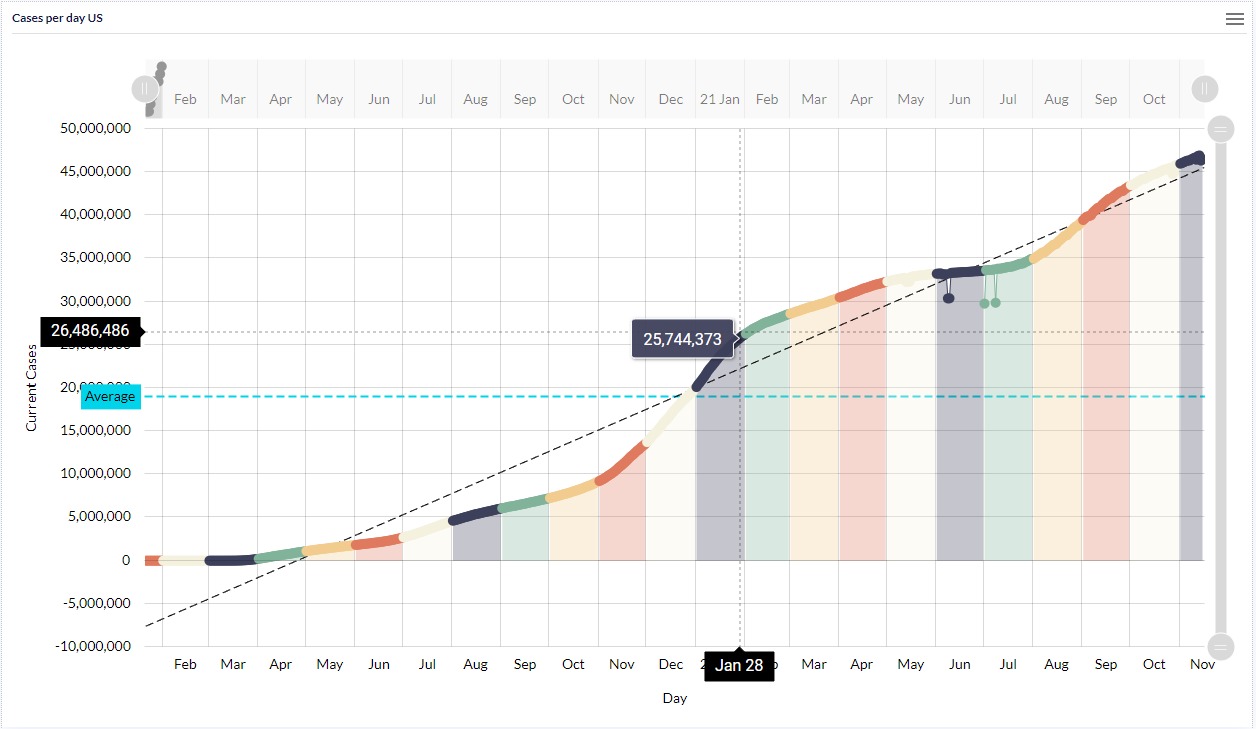 Cases per day US
Feb Mar Apr May Jun Jul Aug Sep Oct Nov Dec 21 Jan Feb Mar Apr May Jun Jul Aug Sep Oct
50,000,000
45,000,000
40,000,000
35,000,000
30,000,000
26,486,486
25,744,373
25,000,000
20,000,000
Average
15,000,000
10,000,000
5,000,000
0
-5,000,000
-10,000,000
Current Cases
Feb Mar Apr May Jun Jul Aug Sep Oct Nov Dec Jan 28 Mar Apr May Jun Jul Aug Sep Oct Nov
Day